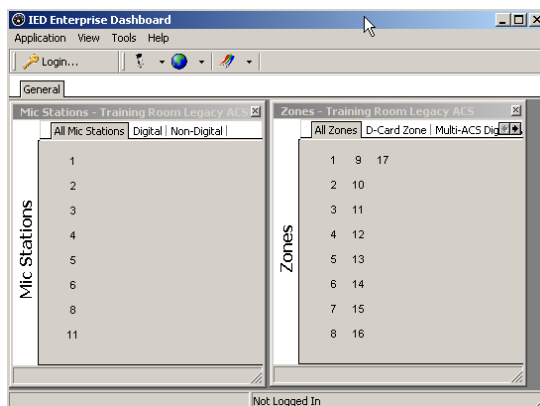 IED Enterprise Dashboard
Application View Tools Help
Login...
General
Mic Stations - Training Room Legacy ACS
All Mic Stations Digital Non-Digital
Mic Stations
1
2
3
4
5
6
8
11
Zones - Training Room Legacy ACS
All Zones D-Card Zone Multi-ACS Dig
Zones
1 9 17
2 10
3 11
4 12
5 13
6 14
7 15
8 16
Not Logged In